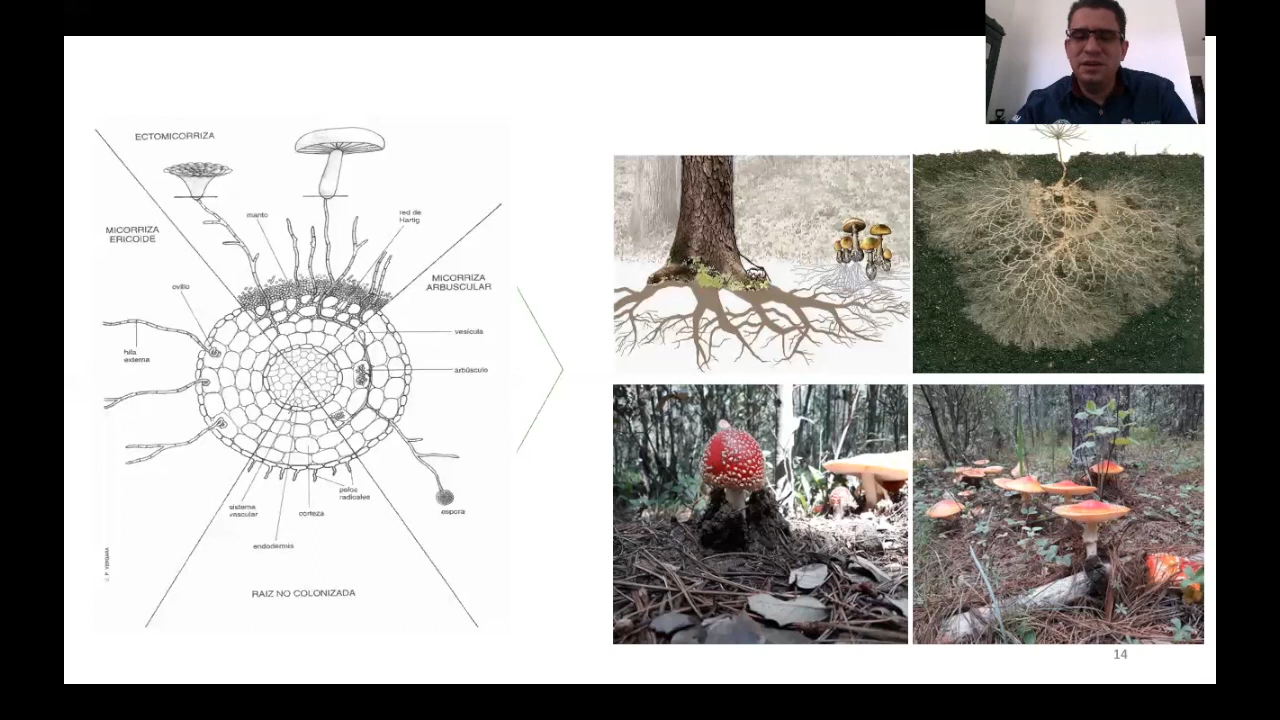 ECTOMICORRIZA
MICORRIZA
ERICOIDE
manto
red de
Hartig
MICORRIZA
ARBUSCULAR
ovillo
hifa
externa
vesícula
arbúsculo
pelos
radicales
sistema
vascular
corteza
espora
endodermis
RAIZ NO COLONIZADA
14